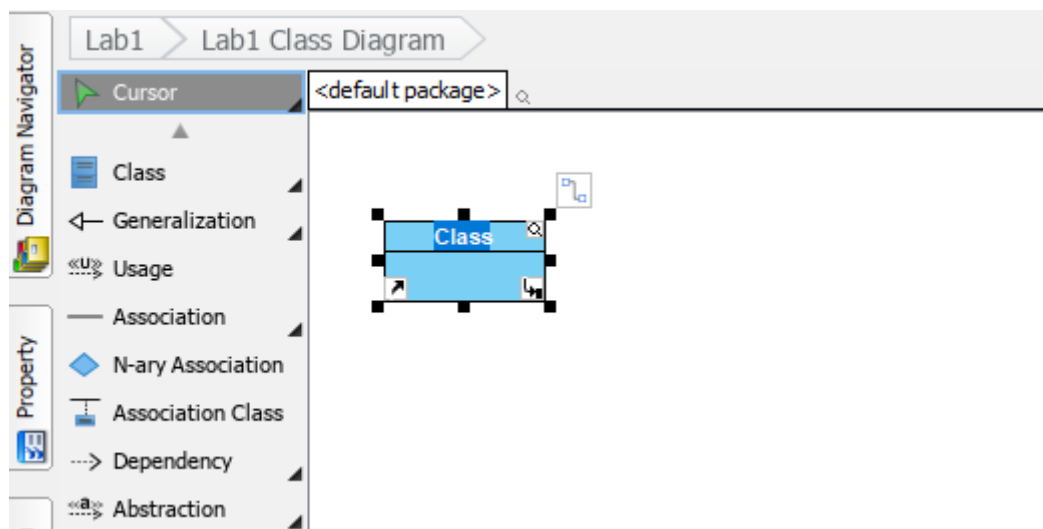 Lab1
Lab1 Class Diagram
Diagram Navigator
Property
Cursor
Class
Generalization
«U»
Usage
Association
N-ary Association
Association Class
Dependency
«a»
Abstraction
<default package>
Class